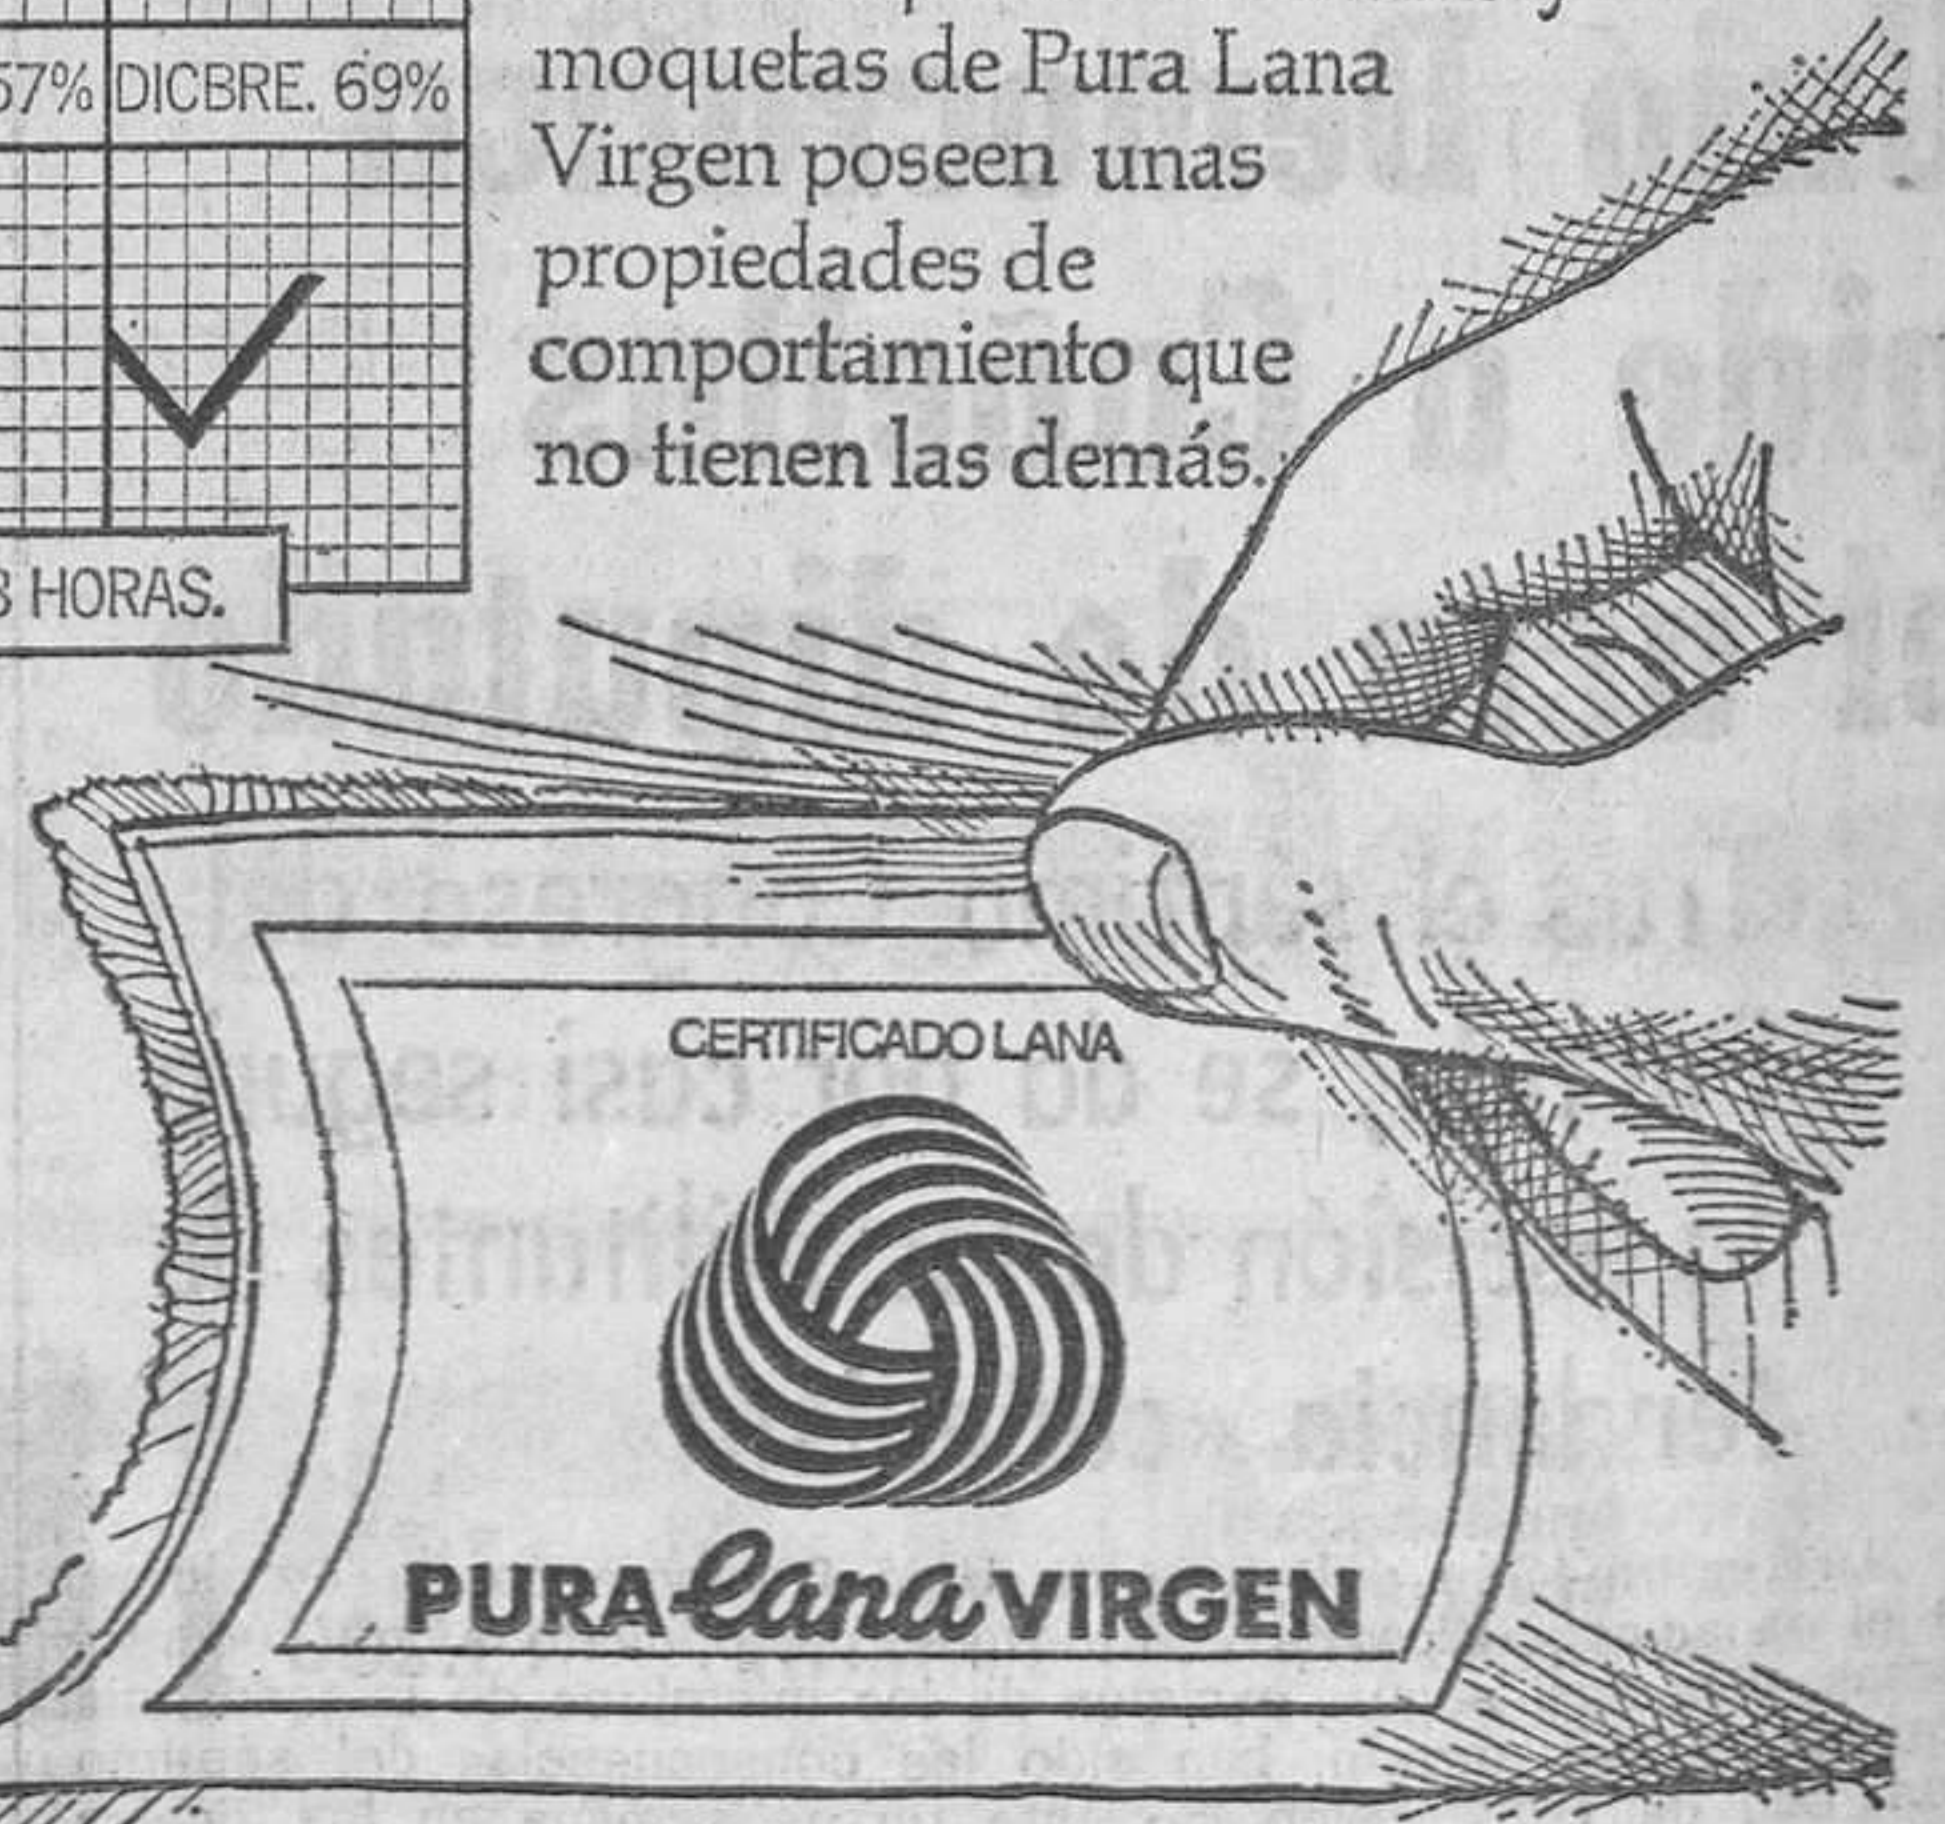 57% DICBRE. 69%
moquetas de Pura Lana
Virgen poseen unas
propiedades de
comportamiento que
no tienen las demás.
8 HORAS.
CERTIFICADO LANA
PURA lana VIRGEN